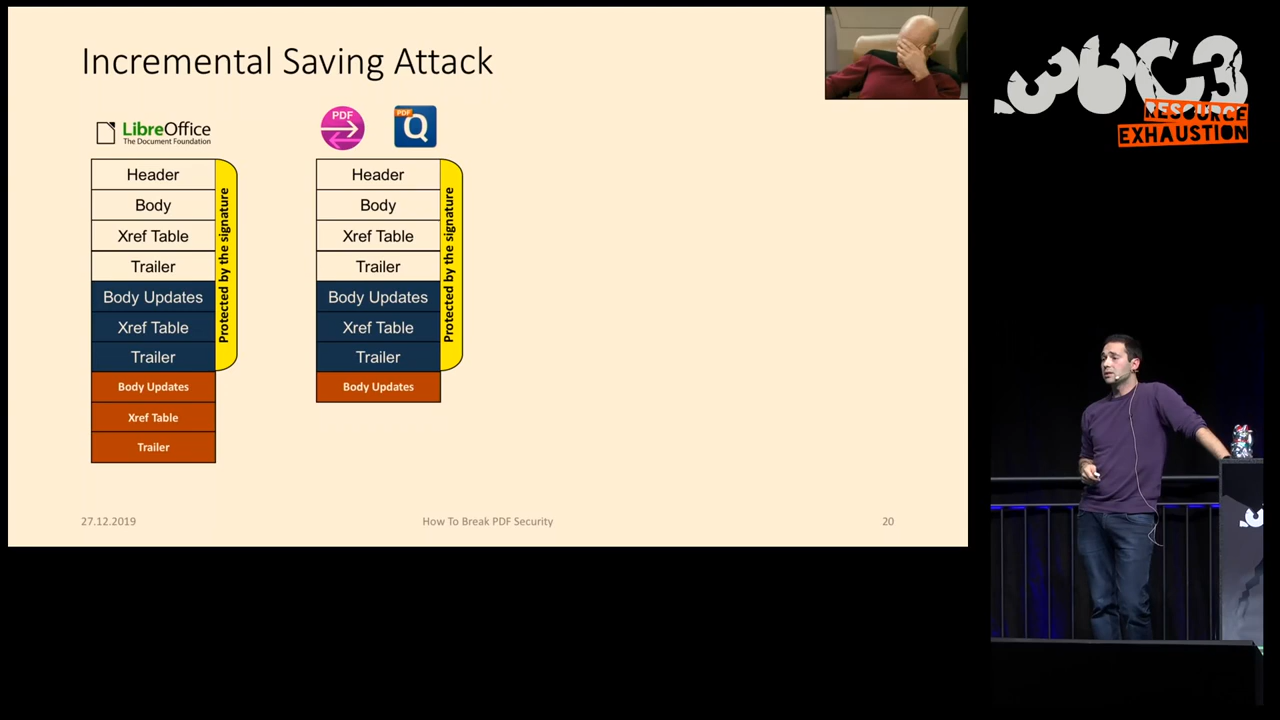 Incremental Saving Attack
36C3
RESOURCE
EXHAUSTION
LibreOffice
The Document Foundation
Header
Body
Xref Table
Trailer
Body Updates
Xref Table
Trailer
Body Updates
Xref Table
Trailer
Protected by the signature
PDF
PDF
Q
Header
Body
Xref Table
Trailer
Body Updates
Xref Table
Trailer
Body Updates
Protected by the signature
27.12.2019
How To Break PDF Security
20